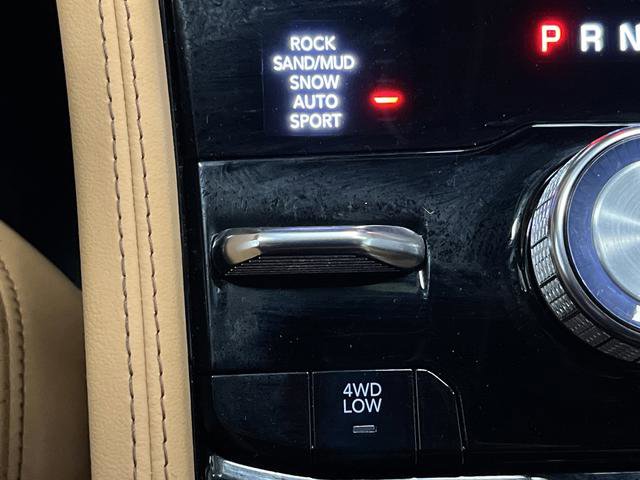 ROCK
SAND/MUD
SNOW
AUTO
SPORT
P R N
4WD
LOW